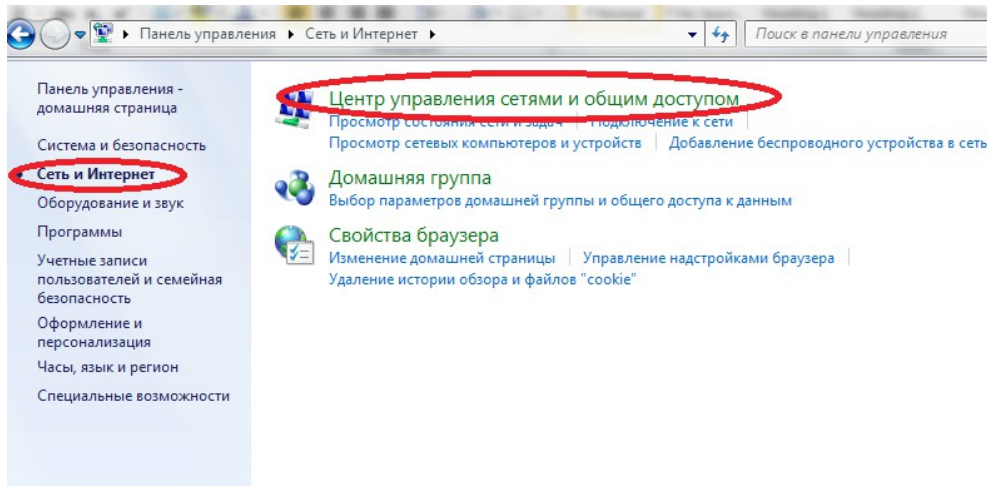 Панель управления Сеть и Интернет Поиск в панели управления
Панель управления -
домашняя страница
Система и безопасность
Сеть и Интернет
Оборудование и звук
Программы
Учетные записи
пользователей и семейная
безопасность
Оформление и
персонализация
Часы, язык и регион
Специальные возможности
Центр управления сетями и общим доступом
Просмотр состояния сети и задач Подключение к сети
Просмотр сетевых компьютеров и устройств Добавление беспроводного устройства в сеть
Домашняя группа
Выбор параметров домашней группы и общего доступа к данным
Свойства браузера
Изменение домашней страницы Управление надстройками браузера
Удаление истории обзора и файлов "cookie"